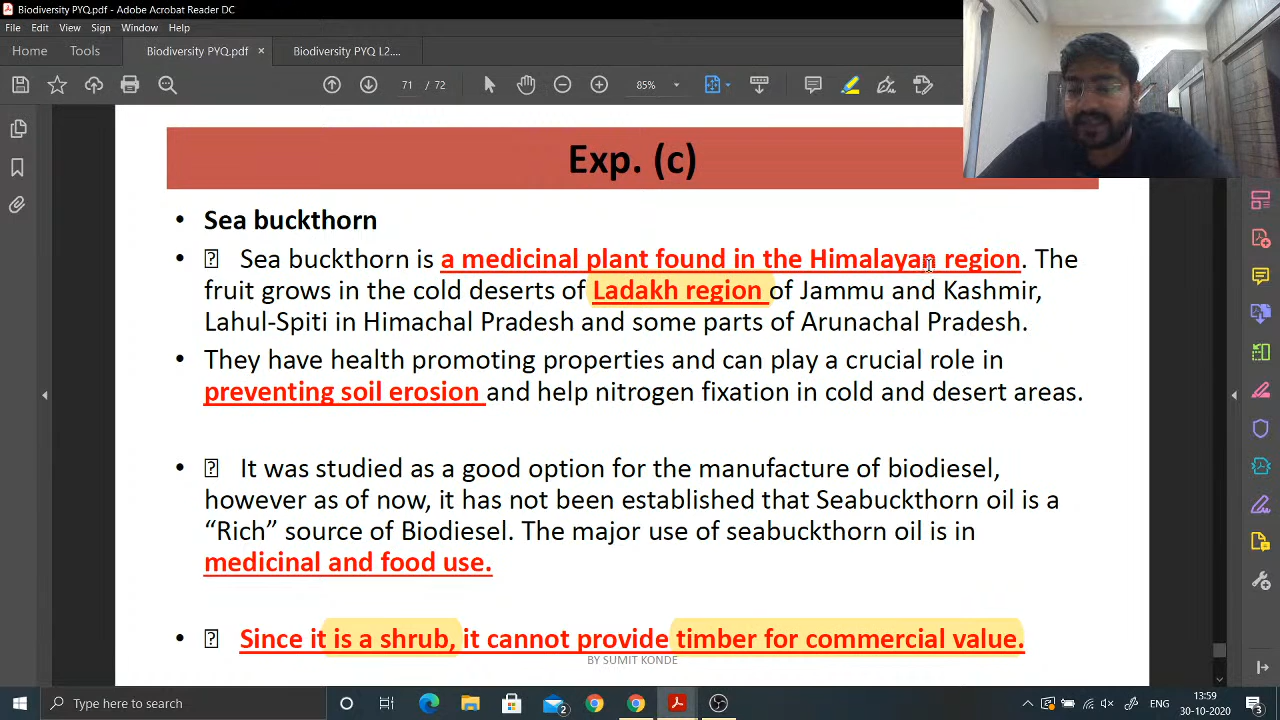 Biodiversity PYQ.pdf - Adobe Acrobat Reader DC
File Edit View Sign Window Help
Home Tools Biodiversity PYQ.pdf × Biodiversity PYQ L2....
71 / 72 85%
Exp. (c)
• Sea buckthorn
• Sea buckthorn is a medicinal plant found in the Himalayan region. The
fruit grows in the cold deserts of Ladakh region of Jammu and Kashmir,
Lahul-Spiti in Himachal Pradesh and some parts of Arunachal Pradesh.
• They have health promoting properties and can play a crucial role in
preventing soil erosion and help nitrogen fixation in cold and desert areas.
• It was studied as a good option for the manufacture of biodiesel,
however as of now, it has not been established that Seabuckthorn oil is a
“Rich” source of Biodiesel. The major use of seabuckthorn oil is in
medicinal and food use.
• Since it is a shrub, it cannot provide timber for commercial value.
BY SUMIT KONDE
Type here to search
2
ENG
13:59
30-10-2020
3